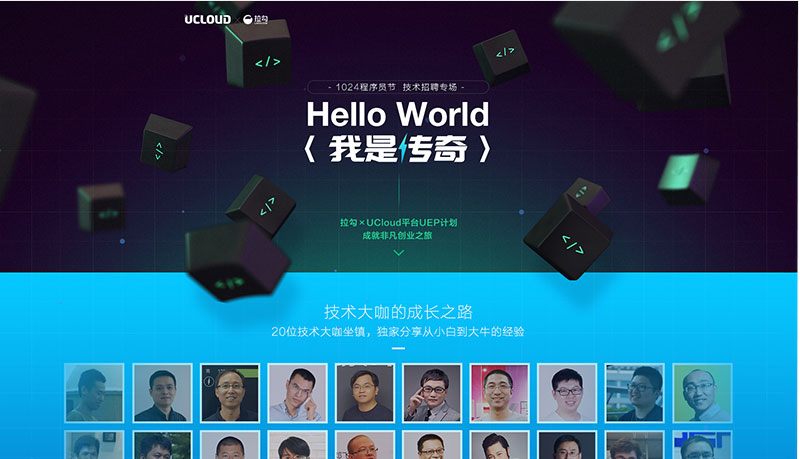 UCLOUD × 拉勾
</>
</>
- 1024程序员节 技术招聘专场 -
Hello World
〈 我是传奇 〉
</>
</>
</>
</>
</>
拉勾×UCloud平台UEP计划
成就非凡创业之旅
</>
技术大咖的成长之路
20位技术大咖坐镇，独家分享从小白到大牛的经验